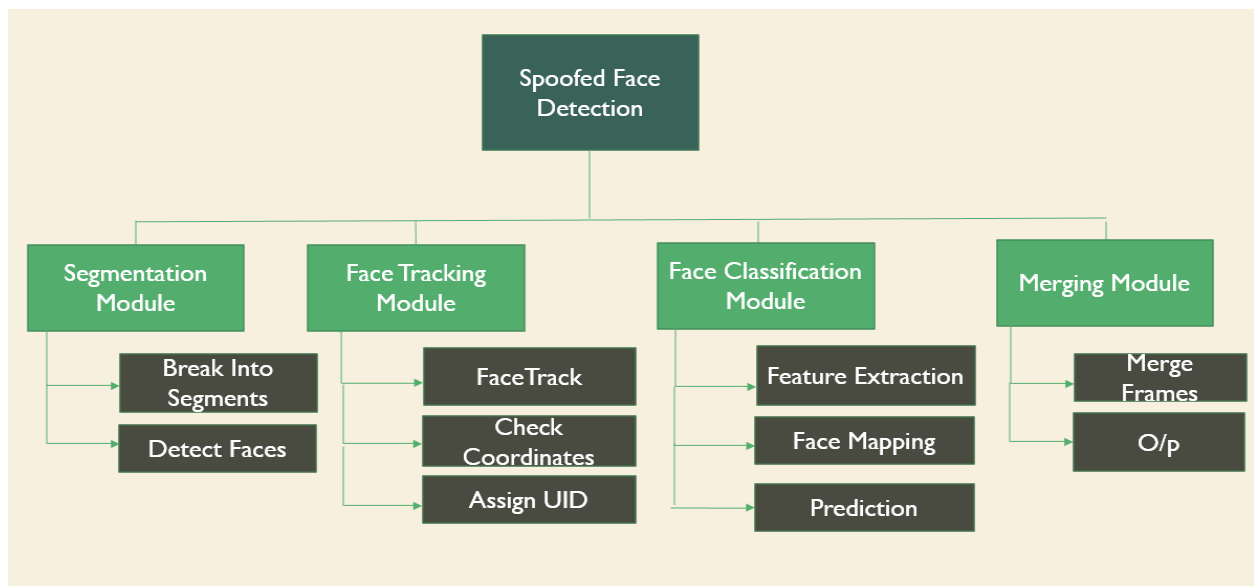 Spoofed Face
Detection
Segmentation
Module
Break Into
Segments
Detect Faces
Face Tracking
Module
FaceTrack
Check
Coordinates
Assign UID
Face Classification
Module
Feature Extraction
Face Mapping
Prediction
Merging Module
Merge
Frames
O/p